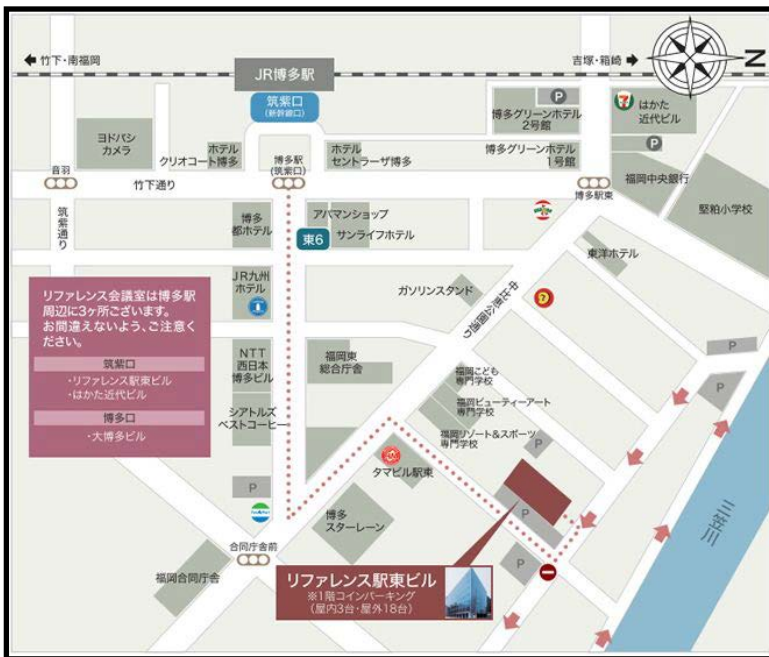 ← 竹下・南福岡
JR博多駅
吉塚・箱崎 →
N
筑紫口
(新幹線口)
P
博多グリーンホテル
2号館
はかた
近代ビル
P
ヨドバシ
カメラ
ホテル
クリオコート博多
博多駅
(筑紫口)
ホテル
セントラーザ博多
博多グリーンホテル
1号館
音羽
竹下通り
博多駅東
福岡中央銀行
堅粕小学校
筑紫通り
博多
都ホテル
アパマンショップ
東6
サンライフホテル
東洋ホテル
JR九州
ホテル
ガソリンスタンド
中比恵公園通り
リファレンス会議室は博多駅
周辺に3ヶ所ございます。
お間違えないよう、ご注意く
ださい。
筑紫口
・リファレンス駅東ビル
・はかた近代ビル
博多口
・大博多ビル
NTT
西日本
博多ビル
福岡東
総合庁舎
シアトルズ
ベストコーヒー
福岡こども
専門学校
福岡ビューティーアート
専門学校
福岡リゾート&スポーツ
専門学校
P
P
P
タマビル駅東
P
P
博多
スターレーン
P
P
三笠川
合同庁舎前
福岡合同庁舎
リファレンス駅東ビル
※1階コインパーキング
(屋内3台・屋外18台)